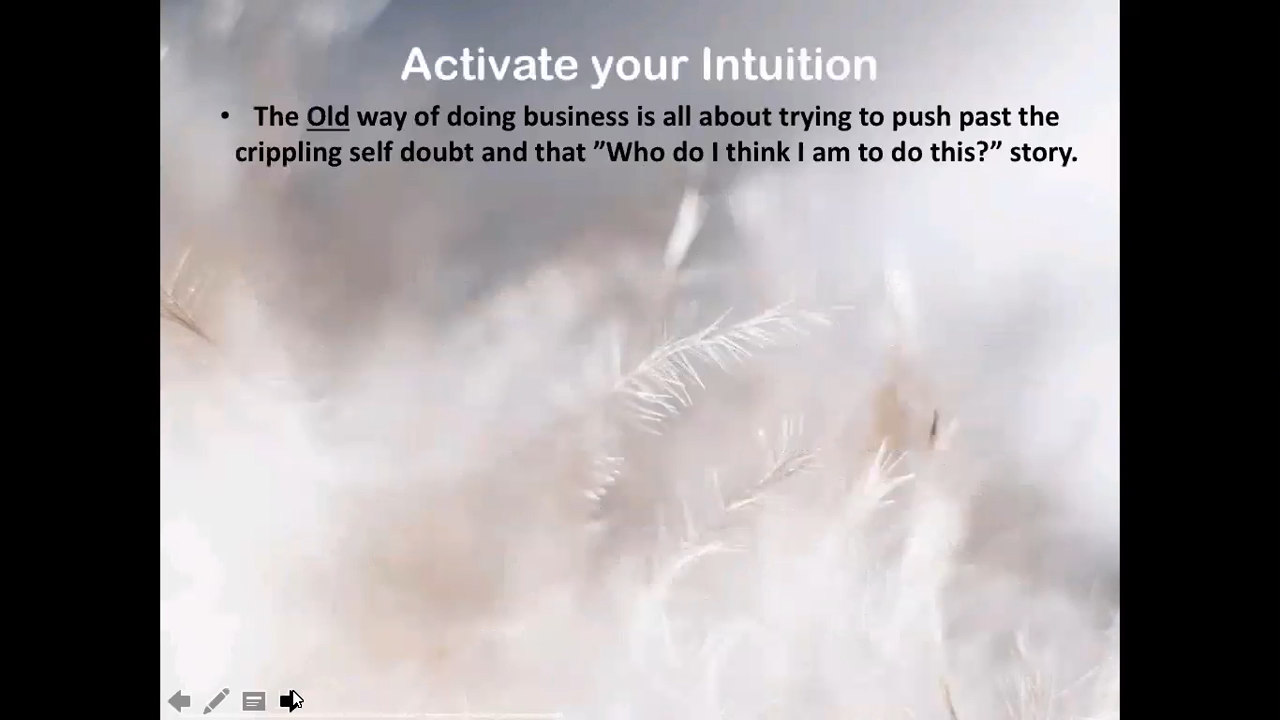 Activate your Intuition
• The Old way of doing business is all about trying to push past the
crippling self doubt and that ”Who do I think I am to do this?” story.